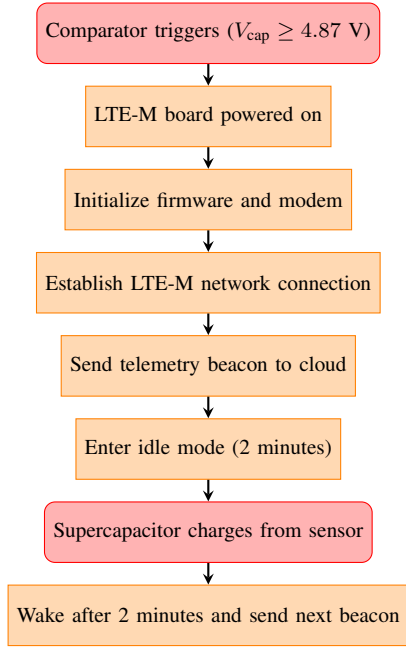 Comparator triggers (V_cap ≥ 4.87 V)
LTE-M board powered on
Initialize firmware and modem
Establish LTE-M network connection
Send telemetry beacon to cloud
Enter idle mode (2 minutes)
Supercapacitor charges from sensor
Wake after 2 minutes and send next beacon